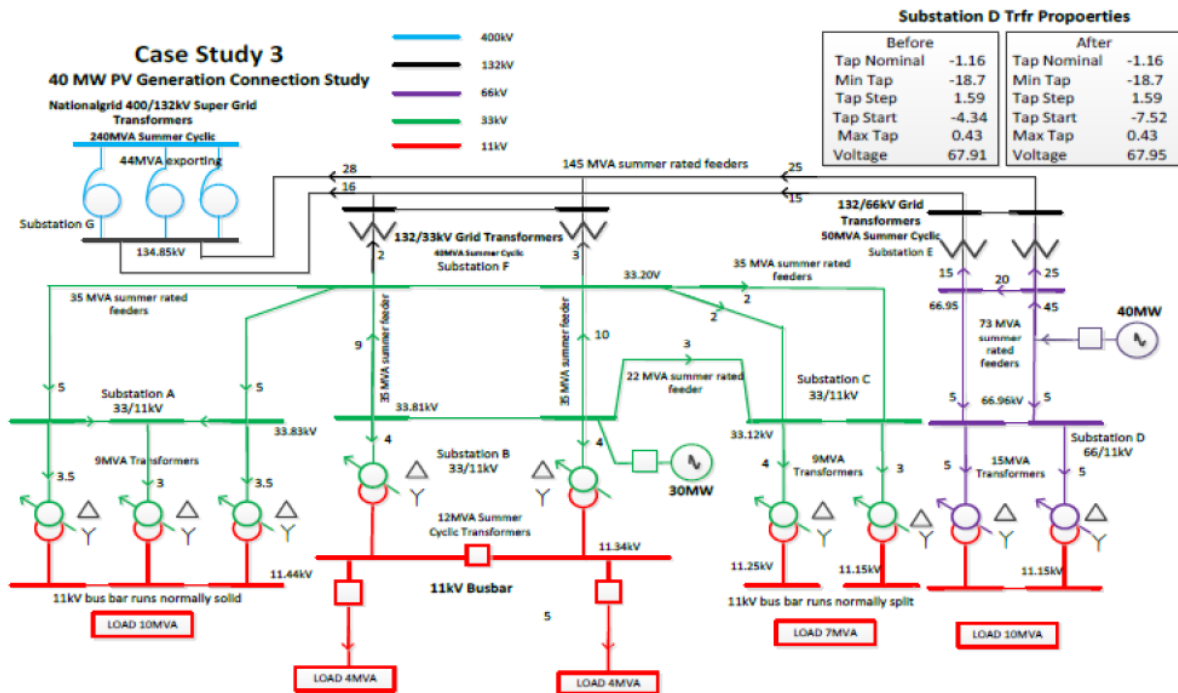 Case Study 3
40 MW PV Generation Connection Study
Nationalgrid 400/132kV Super Grid
Transformers
240MVA Summer Cyclic
44MVA exporting
Substation G
134.85kV
400kV
132kV
66kV
33kV
11kV
Substation D Trfr Propoerties
Before
Tap Nominal -1.16
Min Tap -18.7
Tap Step 1.59
Tap Start -4.34
Max Tap 0.43
Voltage 67.91
After
Tap Nominal -1.16
Min Tap -18.7
Tap Step 1.59
Tap Start -7.52
Max Tap 0.43
Voltage 67.95
28
145 MVA summer rated feeders
25
16
15
132/33kV Grid Transformers
40MVA Summer Cyclic
Substation F
2
3
132/66kV Grid
Transformers
50MVA Summer Cyclic
Substation E
15
25
20
66.95
45
35 MVA summer rated
feeders
33.20V
35 MVA summer rated
feeders
2
2
35 MVA summer feeder
9
35 MVA summer feeder
10
3
22 MVA summer rated
feeder
73 MVA
summer
rated
feeders
40MW
5
Substation A
33/11kV
5
33.83kV
33.81kV
Substation B
33/11kV
4
4
30MW
Substation C
33/11kV
33.12kV
5
66.96kV
5
Substation D
66/11kV
9MVA Transformers
3.5
3
3.5
4
9MVA
Transformers
3
5
15MVA
Transformers
5
12MVA Summer
Cyclic Transformers
11.44kV
11.34kV
11.25kV
11.15kV
11.15kV
11kV bus bar runs normally solid
11kV Busbar
5
11kV bus bar runs normally split
LOAD 10MVA
LOAD 4MVA
LOAD 4MVA
LOAD 7MVA
LOAD 10MVA